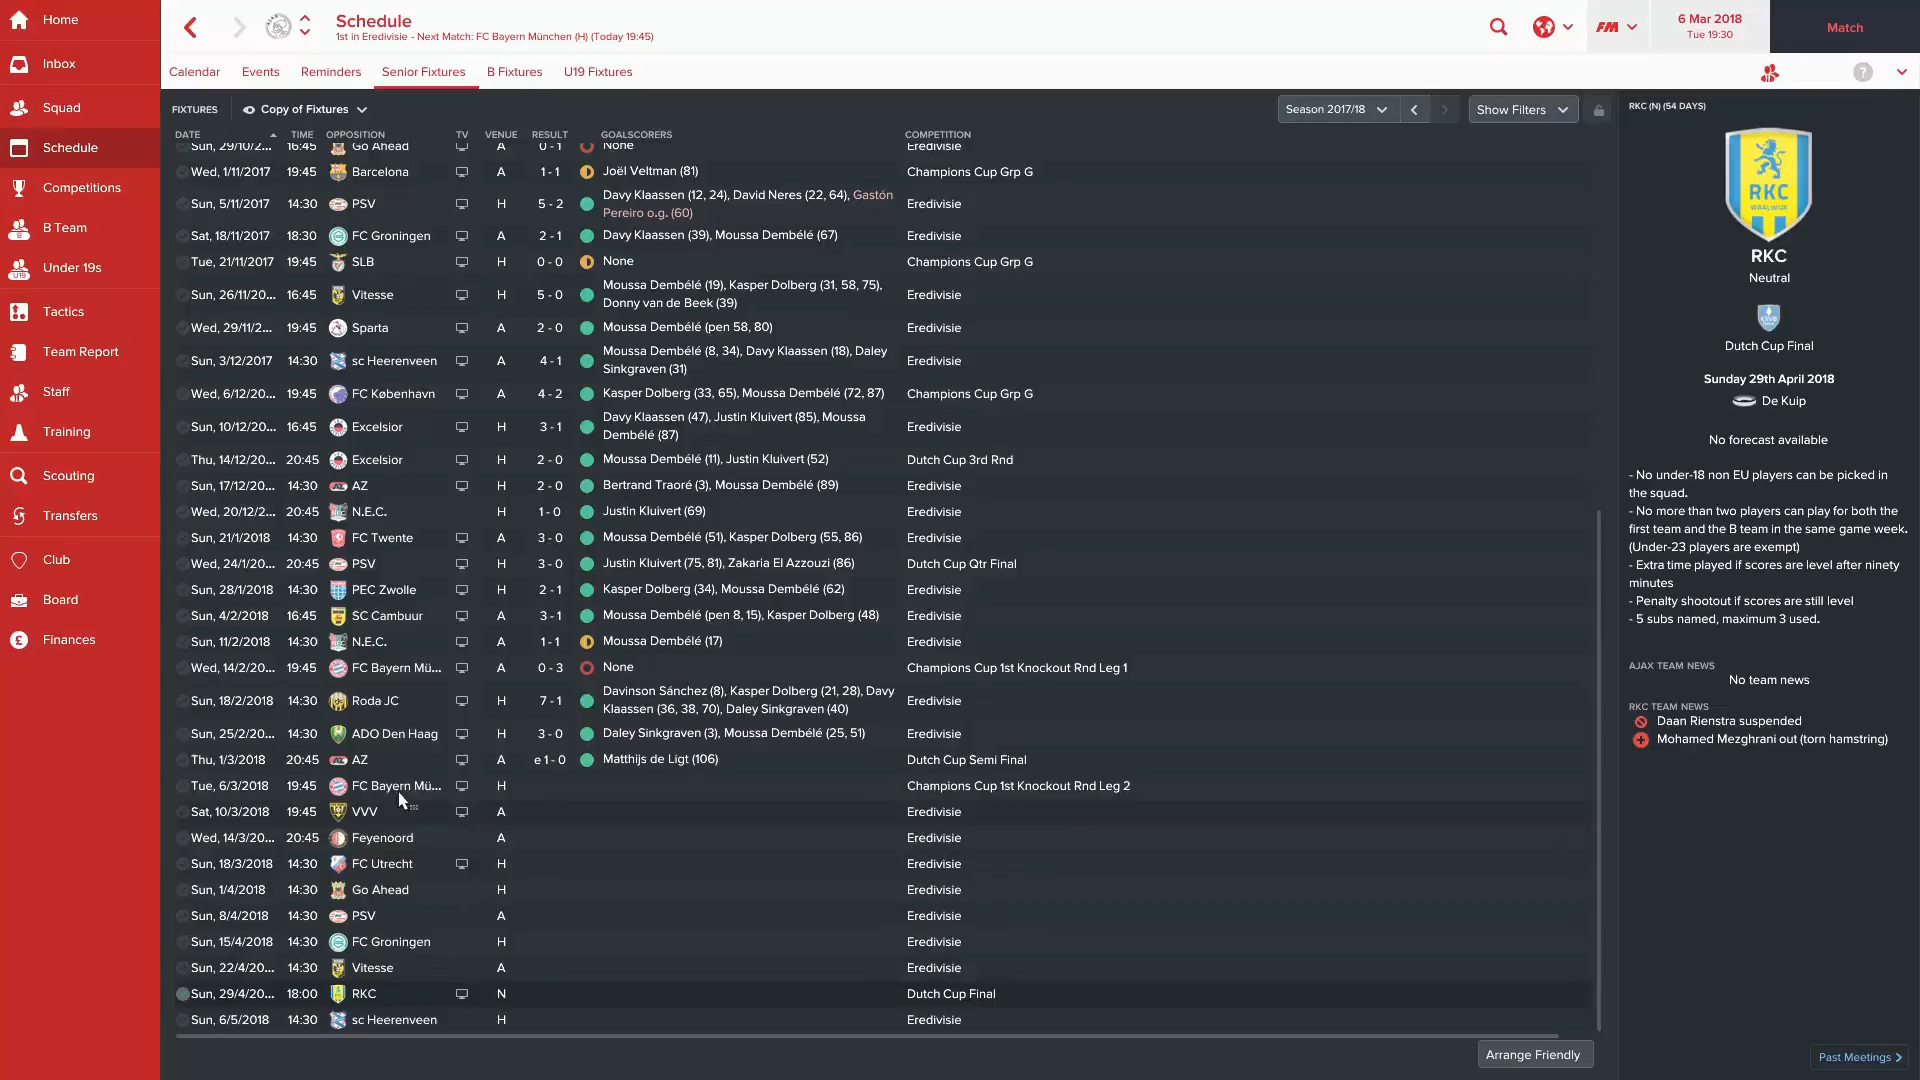 Home
Inbox
Squad
Schedule
Competitions
B Team
Under 19s
Tactics
Team Report
Staff
Training
Scouting
Transfers
Club
Board
Finances
Schedule
1st in Eredivisie - Next Match: FC Bayern München (H) (Today 19:45)
FM
6 Mar 2018
Tue 19:30
Match
Calendar Events Reminders Senior Fixtures B Fixtures U19 Fixtures
FIXTURES Copy of Fixtures Season 2017/18 Show Filters
DATE TIME OPPOSITION TV VENUE RESULT GOALSCORERS COMPETITION
Sun, 29/10/2... 16:45 Go Ahead A 0 - 1 None Eredivisie
Wed, 1/11/2017 19:45 Barcelona A 1 - 1 Joël Veltman (81) Champions Cup Grp G
Sun, 5/11/2017 14:30 PSV H 5 - 2 Davy Klaassen (12, 24), David Neres (22, 64), Gastón
Pereiro o.g. (60) Eredivisie
Sat, 18/11/2017 18:30 FC Groningen A 2 - 1 Davy Klaassen (39), Moussa Dembélé (67) Eredivisie
Tue, 21/11/2017 19:45 SLB H 0 - 0 None Champions Cup Grp G
Sun, 26/11/20... 16:45 Vitesse H 5 - 0 Moussa Dembélé (19), Kasper Dolberg (31, 58, 75),
Donny van de Beek (39) Eredivisie
Wed, 29/11/2... 19:45 Sparta A 2 - 0 Moussa Dembélé (pen 58, 80) Eredivisie
Sun, 3/12/2017 14:30 sc Heerenveen A 4 - 1 Moussa Dembélé (8, 34), Davy Klaassen (18), Daley
Sinkgraven (31) Eredivisie
Wed, 6/12/20... 19:45 FC København A 4 - 2 Kasper Dolberg (33, 65), Moussa Dembélé (72, 87) Champions Cup Grp G
Sun, 10/12/20... 16:45 Excelsior H 3 - 1 Davy Klaassen (47), Justin Kluivert (85), Moussa
Dembélé (87) Eredivisie
Thu, 14/12/20... 20:45 Excelsior H 2 - 0 Moussa Dembélé (11), Justin Kluivert (52) Dutch Cup 3rd Rnd
Sun, 17/12/20... 14:30 AZ H 2 - 0 Bertrand Traoré (3), Moussa Dembélé (89) Eredivisie
Wed, 20/12/2... 20:45 N.E.C. H 1 - 0 Justin Kluivert (69) Eredivisie
Sun, 21/1/2018 14:30 FC Twente A 3 - 0 Moussa Dembélé (51), Kasper Dolberg (55, 86) Eredivisie
Wed, 24/1/20... 20:45 PSV H 3 - 0 Justin Kluivert (75, 81), Zakaria El Azzouzi (86) Dutch Cup Qtr Final
Sun, 28/1/2018 14:30 PEC Zwolle H 2 - 1 Kasper Dolberg (34), Moussa Dembélé (62) Eredivisie
Sun, 4/2/2018 16:45 SC Cambuur A 3 - 1 Moussa Dembélé (pen 8, 15), Kasper Dolberg (48) Eredivisie
Sun, 11/2/2018 14:30 N.E.C. A 1 - 1 Moussa Dembélé (17) Eredivisie
Wed, 14/2/20... 19:45 FC Bayern Mü... A 0 - 3 None Champions Cup 1st Knockout Rnd Leg 1
Sun, 18/2/2018 14:30 Roda JC H 7 - 1 Davinson Sánchez (8), Kasper Dolberg (21, 28), Davy
Klaassen (36, 38, 70), Daley Sinkgraven (40) Eredivisie
Sun, 25/2/20... 14:30 ADO Den Haag H 3 - 0 Daley Sinkgraven (3), Moussa Dembélé (25, 51) Eredivisie
Thu, 1/3/2018 20:45 AZ A e 1 - 0 Matthijs de Ligt (106) Dutch Cup Semi Final
Tue, 6/3/2018 19:45 FC Bayern Mü... H Champions Cup 1st Knockout Rnd Leg 2
Sat, 10/3/2018 19:45 VVV A Eredivisie
Wed, 14/3/20... 20:45 Feyenoord A Eredivisie
Sun, 18/3/2018 14:30 FC Utrecht H Eredivisie
Sun, 1/4/2018 14:30 Go Ahead H Eredivisie
Sun, 8/4/2018 14:30 PSV A Eredivisie
Sun, 15/4/2018 14:30 FC Groningen H Eredivisie
Sun, 22/4/20... 14:30 Vitesse A Eredivisie
Sun, 29/4/20... 18:00 RKC N Dutch Cup Final
Sun, 6/5/2018 14:30 sc Heerenveen H Eredivisie
Arrange Friendly
RKC (N) (54 DAYS)
RKC
WAALWIJK
RKC
Neutral
KNVB
Dutch Cup Final
Sunday 29th April 2018
De Kuip
No forecast available
- No under-18 non EU players can be picked in
the squad.
- No more than two players can play for both the
first team and the B team in the same game week.
(Under-23 players are exempt)
- Extra time played if scores are level after ninety
minutes
- Penalty shootout if scores are still level
- 5 subs named, maximum 3 used.
AJAX TEAM NEWS
No team news
RKC TEAM NEWS
Daan Rienstra suspended
Mohamed Mezghrani out (torn hamstring)
Past Meetings >